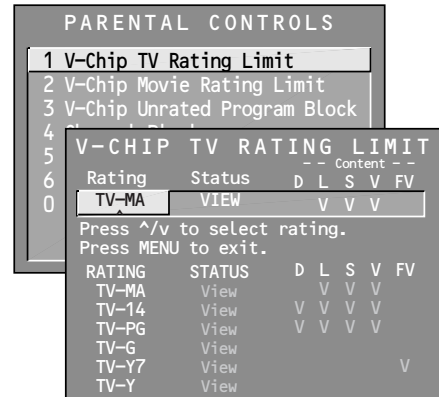 PARENTAL CONTROLS
1 V-Chip TV Rating Limit
2 V-Chip Movie Rating Limit
3 V-Chip Unrated Program Block
4
5
6
0
V-CHIP TV RATING LIMIT
- - Content - -
Rating Status D L S V FV
TV-MA VIEW V V V
^
Press ^/v to select rating.
Press MENU to exit.
RATING STATUS D L S V FV
TV-MA View V V V
TV-14 View V V V V
TV-PG View V V V V
TV-G View
TV-Y7 View V
TV-Y View